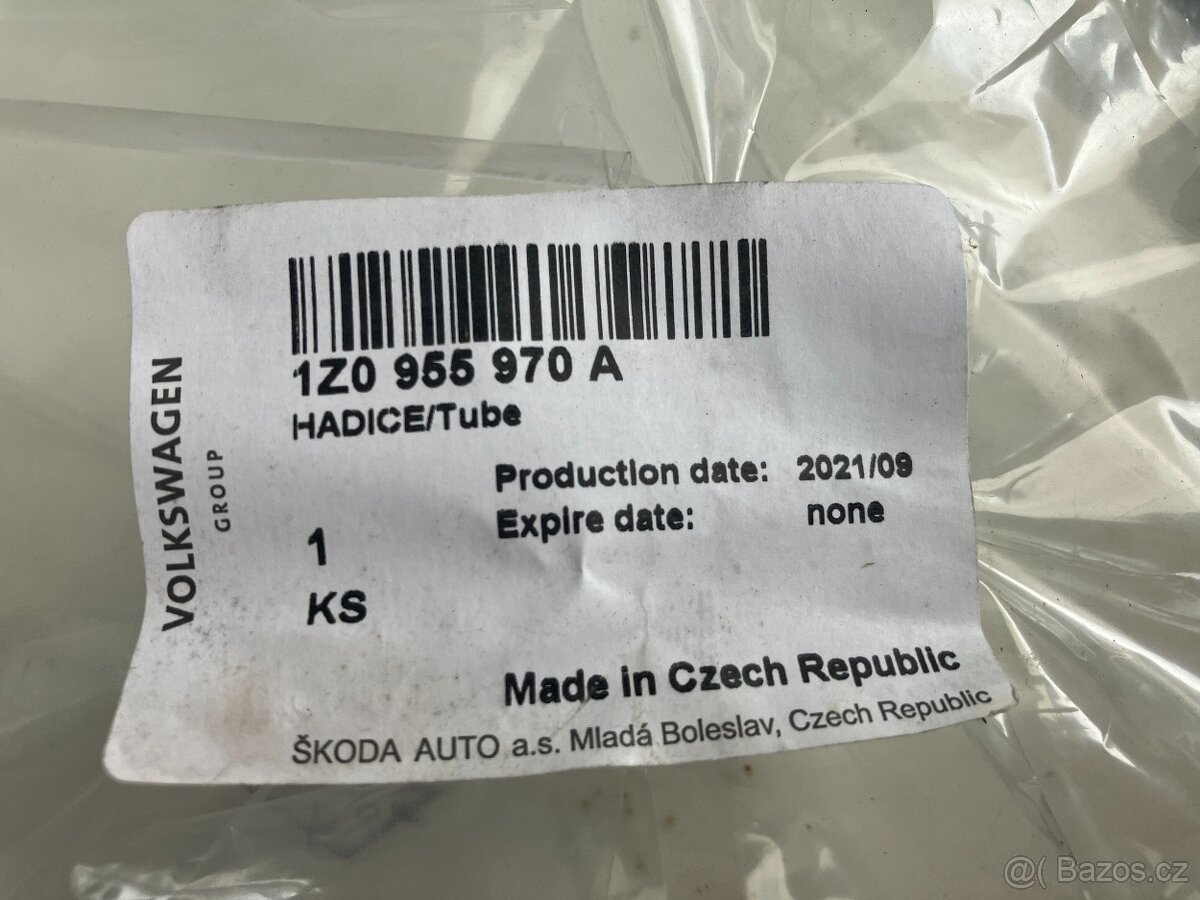 VOLKSWAGEN
GROUP
1Z0 955 970 A
HADICE/Tube
Production date: 2021/09
Expire date: none
1
KS
Made in Czech Republic
ŠKODA AUTO a.s. Mladá Boleslav, Czech Republic
@( Bazos.cz